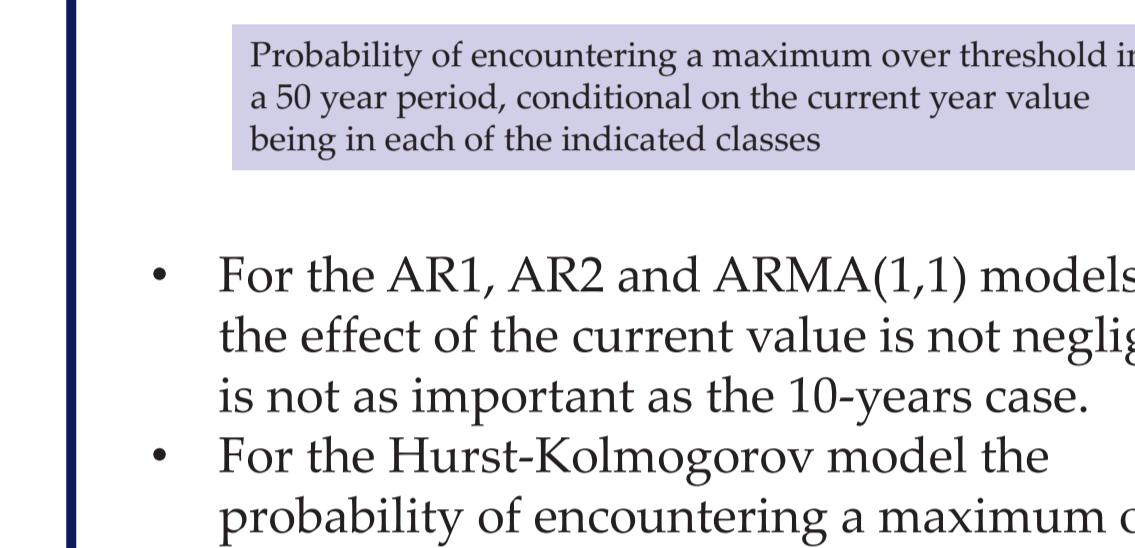 Probability of encountering a maximum over threshold
a 50 year period, conditional on the current year value
being in each of the indicated classes
• For the AR1, AR2 and ARMA(1,1) models
the effect of the current value is not
is not as important as the 10-years case.
• For the Hurst-Kolmogorov model the
probability of encountering a maximum